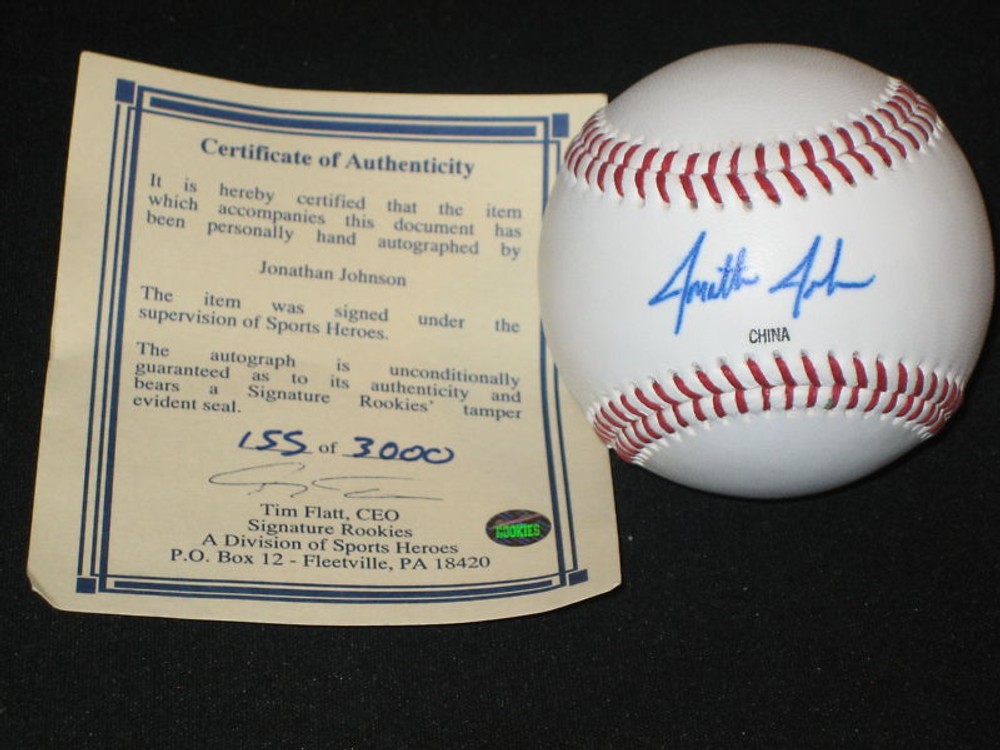 Certificate of Authenticity
It is hereby certified that the item
which accompanies this document has
been personally hand autographed by
Jonathan Johnson
The item was signed under the
supervision of Sports Heroes.
The autograph is unconditionally
guaranteed as to its authenticity and
bears a Signature Rookies' tamper
evident seal.
155 of 3000
Tim Flatt, CEO
Signature Rookies
A Division of Sports Heroes
P.O. Box 12 - Fleetville, PA 18420
ROOKIES
CHINA